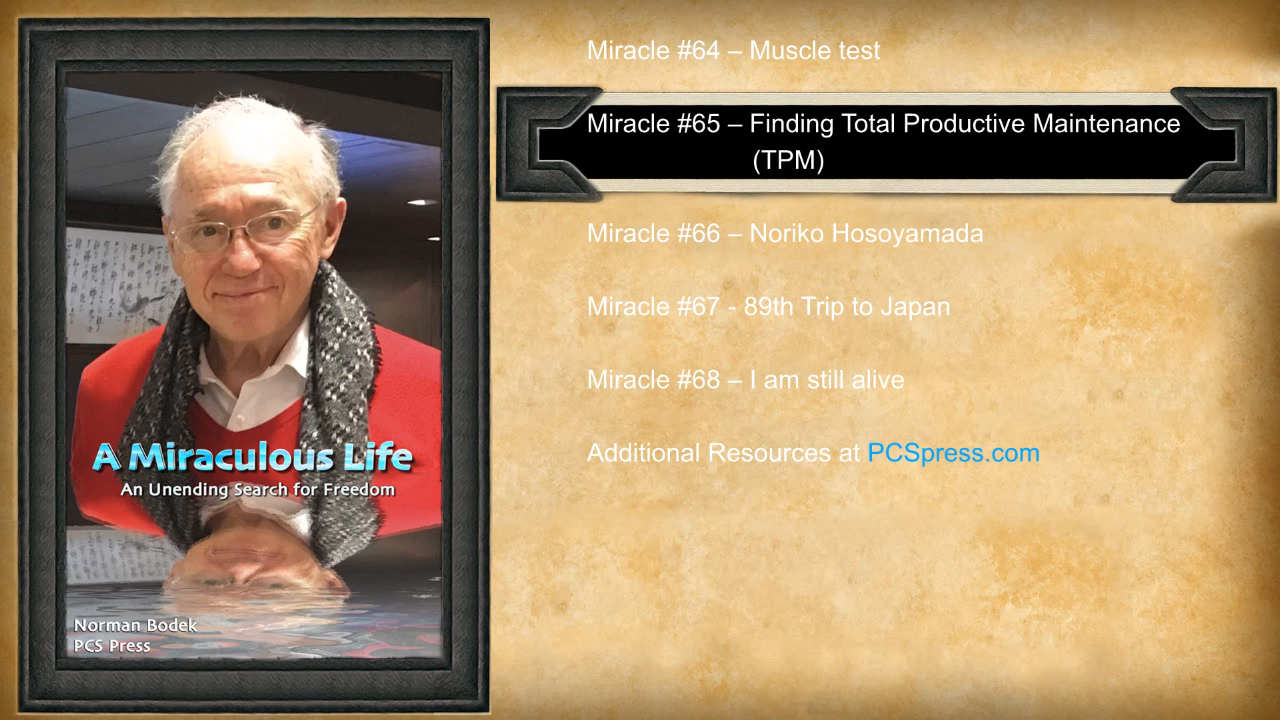 A Miraculous Life
An Unending Search for Freedom
Norman Bodek
PCS Press
Miracle #64 – Muscle test
Miracle #65 – Finding Total Productive Maintenance
(TPM)
Miracle #66 – Noriko Hosoyamada
Miracle #67 - 89th Trip to Japan
Miracle #68 – I am still alive
Additional Resources at PCSpress.com